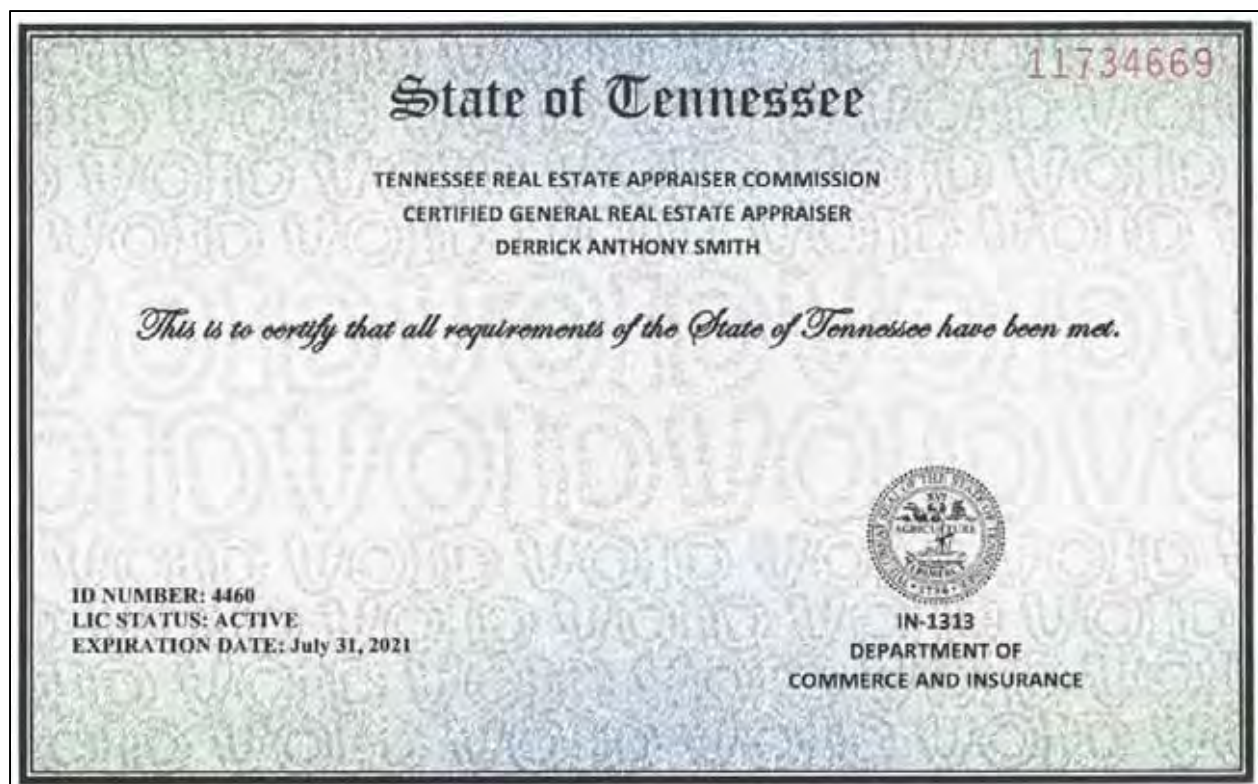 11734669
State of Tennessee
TENNESSEE REAL ESTATE APPRAISER COMMISSION
CERTIFIED GENERAL REAL ESTATE APPRAISER
DERRICK ANTHONY SMITH
This is to certify that all requirements of the State of Tennessee have been met.
ID NUMBER: 4460
LIC STATUS: ACTIVE
EXPIRATION DATE: July 31, 2021
AGRICULTURE
IN-1313
DEPARTMENT OF
COMMERCE AND INSURANCE